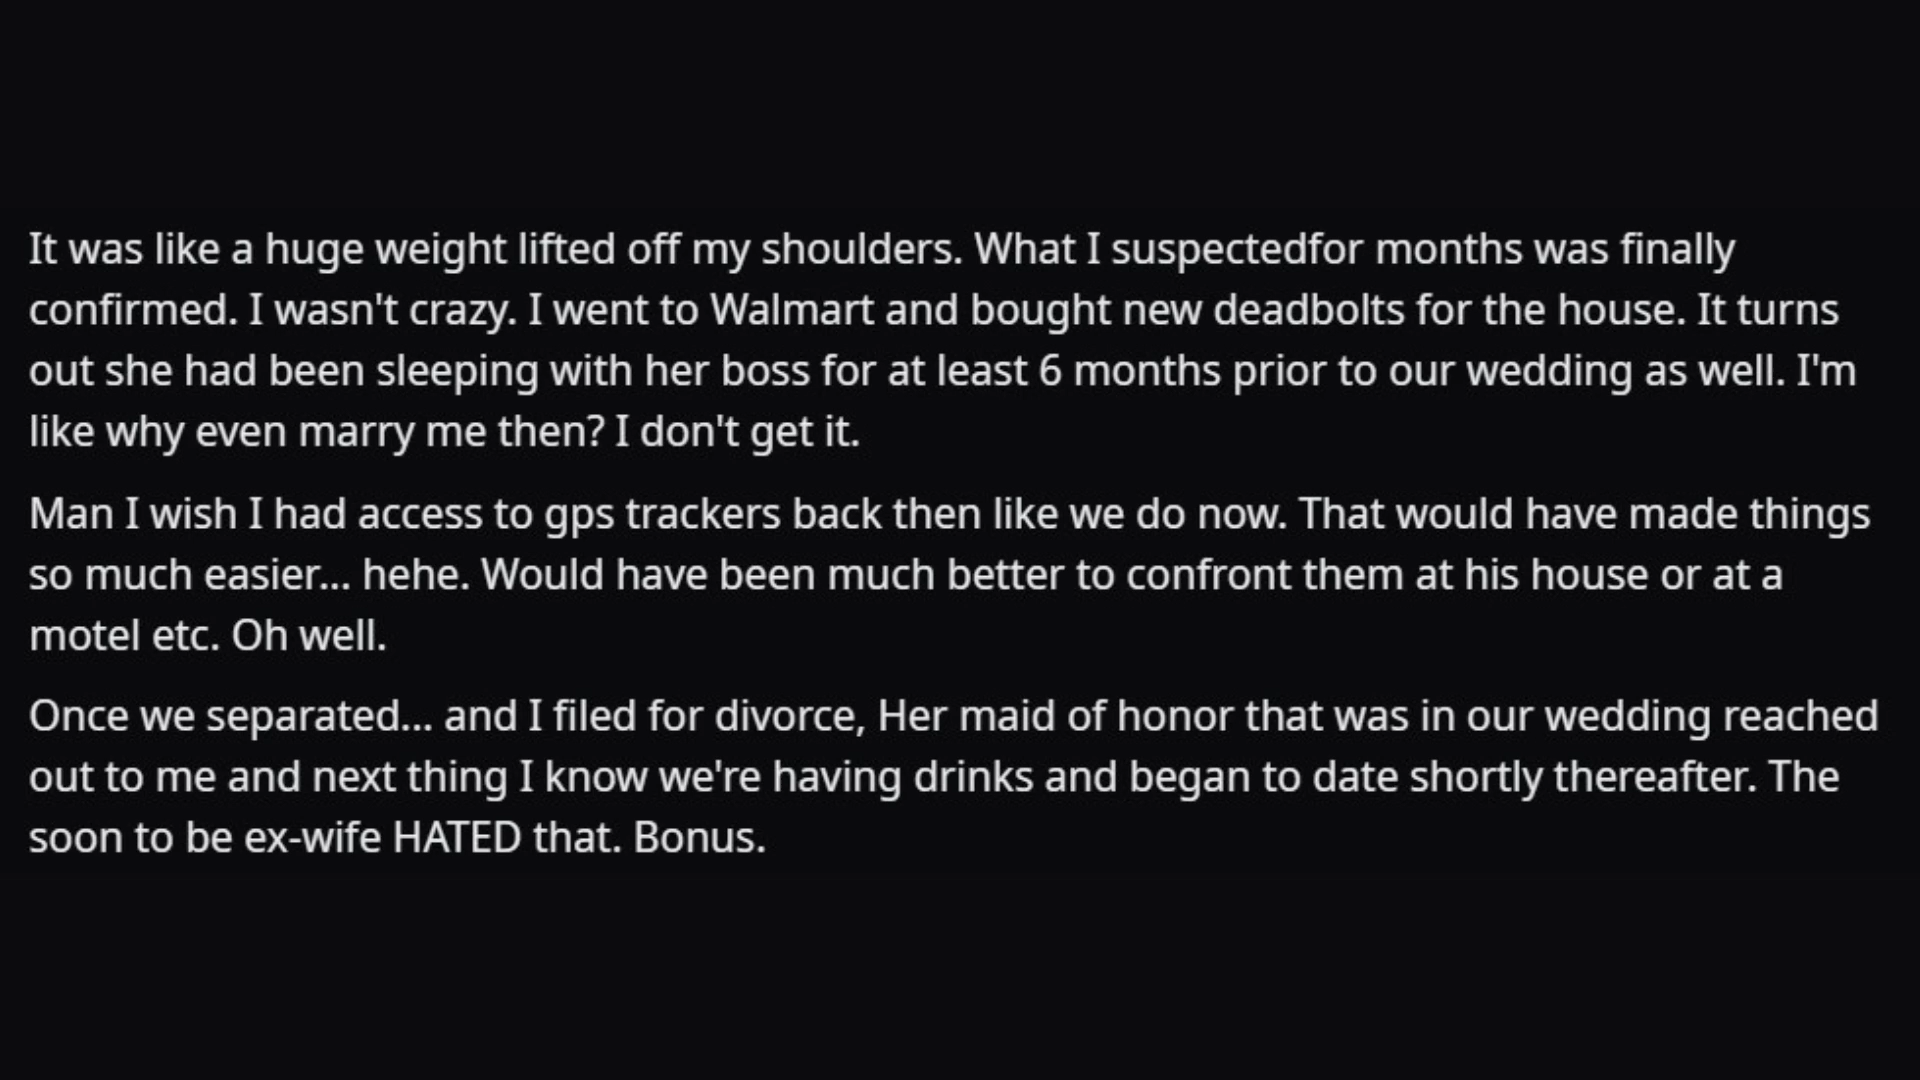 It was like a huge weight lifted off my shoulders. What I suspectedfor months was finally
confirmed. I wasn't crazy. I went to Walmart and bought new deadbolts for the house. It turns
out she had been sleeping with her boss for at least 6 months prior to our wedding as well. I'm
like why even marry me then? I don't get it.
Man I wish I had access to gps trackers back then like we do now. That would have made things
so much easier... hehe. Would have been much better to confront them at his house or at a
motel etc. Oh well.
Once we separated... and I filed for divorce, Her maid of honor that was in our wedding reached
out to me and next thing I know we're having drinks and began to date shortly thereafter. The
soon to be ex-wife HATED that. Bonus.